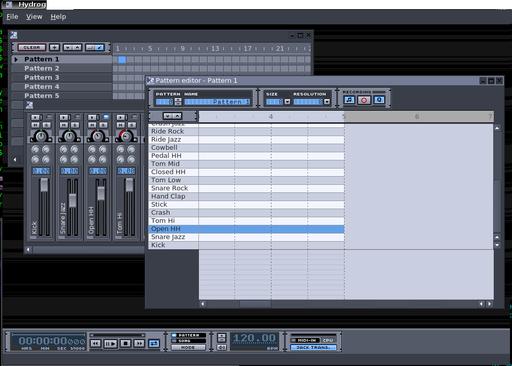 Hydrog
File View Help
CLEAR
1 5 9 13 17 21
Pattern 1
Pattern 2
Pattern 3
Pattern 4
Pattern 5
Pattern editor - Pattern 1
PATTERN NAME SIZE RESOLUTION RECORDING
Pattern 1
4 5 6 7
Ride Rock
Ride Jazz
Cowbell
Pedal HH
Tom Mid
Closed HH
Tom Low
Snare Rock
Hand Clap
Stick
Crash
Tom Hi
Open HH
Snare Jazz
Kick
Kick
Snare Jazz
Open HH
Tom Hi
00:00:00
HRS MIN SEC
PATTERN
SONG
MODE
120.00
BPM
MIDI-IN CPU
JACK TRANS.